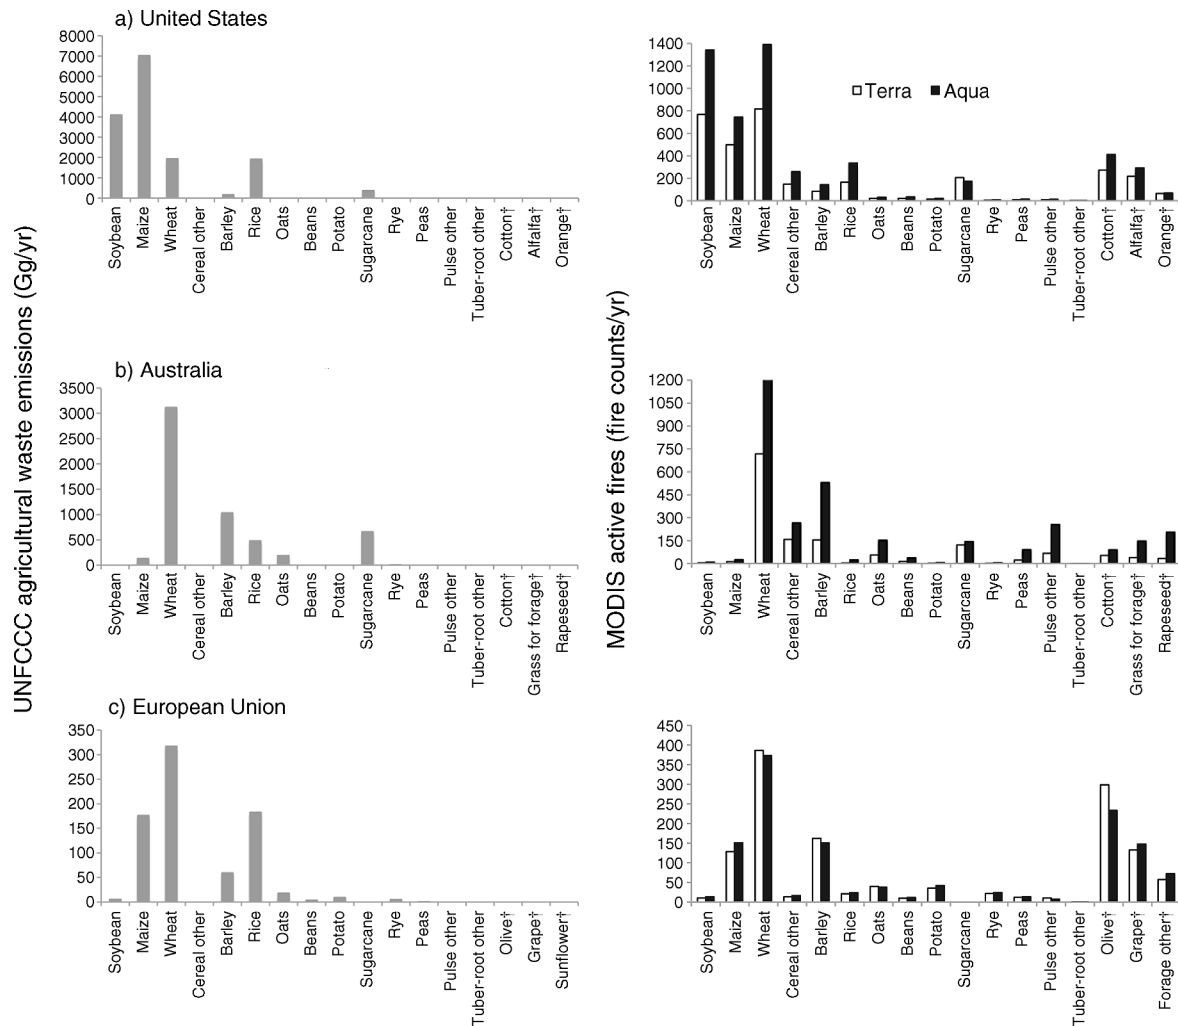 UNFCCC agricultural waste emissions (Gg/yr)
a) United States
8000
7000
6000
5000
4000
3000
2000
1000
0
Soybean
Maize
Wheat
Cereal other
Barley
Rice
Oats
Beans
Potato
Sugarcane
Rye
Peas
Pulse other
Tuber-root other
Cotton†
Alfalfa†
Orange†
MODIS active fires (fire counts/yr)
1400
1200
1000
800
600
400
200
0
Terra Aqua
Soybean
Maize
Wheat
Cereal other
Barley
Rice
Oats
Beans
Potato
Sugarcane
Rye
Peas
Pulse other
Tuber-root other
Cotton†
Alfalfa†
Orange†
b) Australia
3500
3000
2500
2000
1500
1000
500
0
Soybean
Maize
Wheat
Cereal other
Barley
Rice
Oats
Beans
Potato
Sugarcane
Rye
Peas
Pulse other
Tuber-root other
Cotton†
Grass for forage†
Rapeseed†
1200
1050
900
750
600
450
300
150
0
Soybean
Maize
Wheat
Cereal other
Barley
Rice
Oats
Beans
Potato
Sugarcane
Rye
Peas
Pulse other
Tuber-root other
Cotton†
Grass for forage†
Rapeseed†
c) European Union
350
300
250
200
150
100
50
0
Soybean
Maize
Wheat
Cereal other
Barley
Rice
Oats
Beans
Potato
Sugarcane
Rye
Peas
Pulse other
Tuber-root other
Olive†
Grape†
Sunflower†
450
400
350
300
250
200
150
100
50
0
Soybean
Maize
Wheat
Cereal other
Barley
Rice
Oats
Beans
Potato
Sugarcane
Rye
Peas
Pulse other
Tuber-root other
Olive†
Grape†
Forage other†